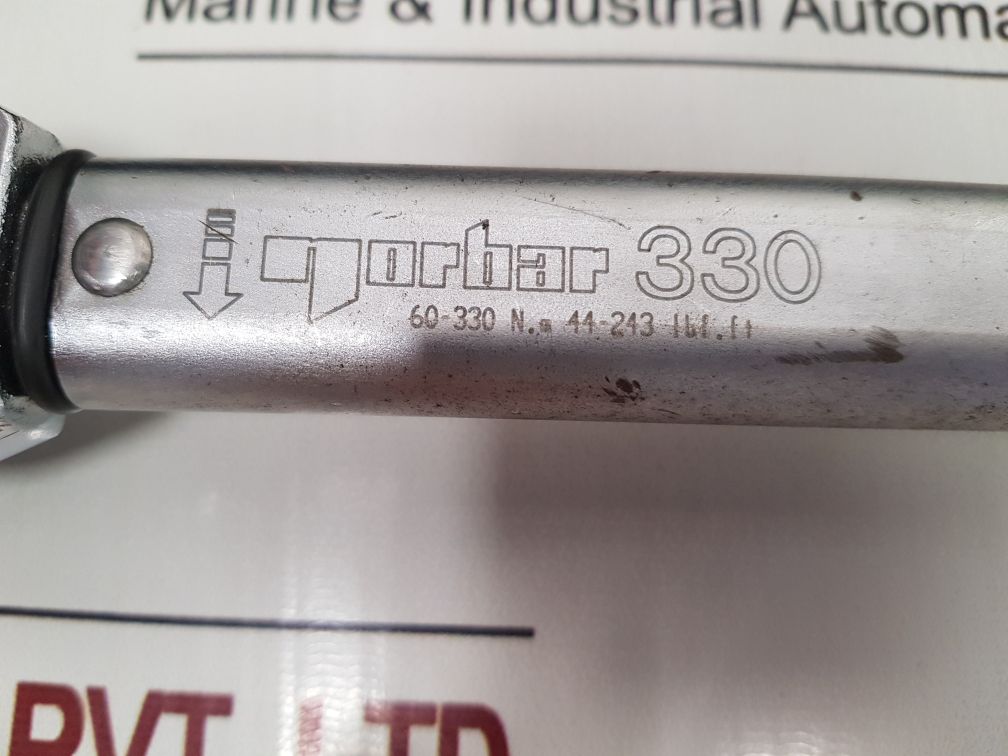 Marine & Industrial Automa
norbar 330
60-330 N.m 44-243 lbf.ft
PVT. LTD